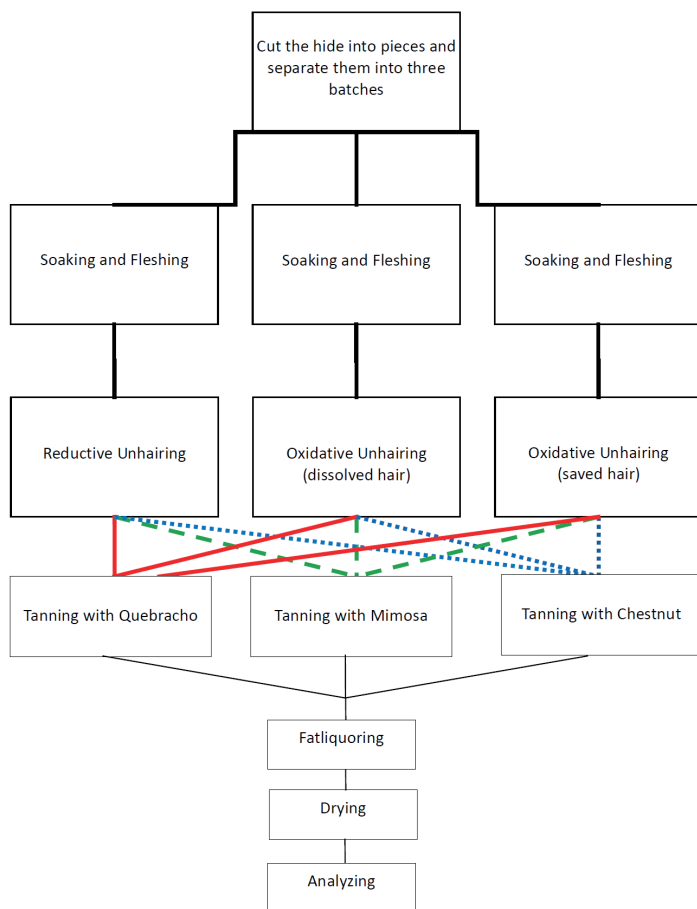 Cut the hide into pieces and
separate them into three
batches
Soaking and Fleshing
Soaking and Fleshing
Soaking and Fleshing
Reductive Unhairing
Oxidative Unhairing
(dissolved hair)
Oxidative Unhairing
(saved hair)
Tanning with Quebracho
Tanning with Mimosa
Tanning with Chestnut
Fatliquoring
Drying
Analyzing